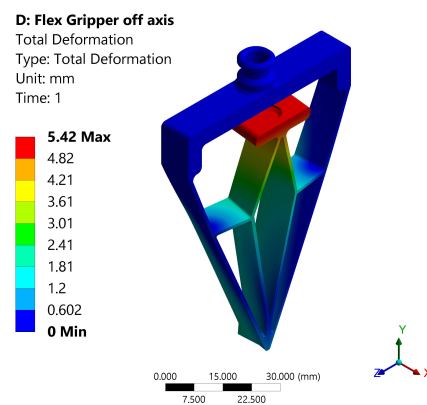 D: Flex Gripper off axis
Total Deformation
Type: Total Deformation
Unit: mm
Time: 1
5.42 Max
4.82
4.21
3.61
3.01
2.41
1.81
1.2
0.602
0 Min
0.000 15.000 30.000 (mm)
7.500 22.500
Y
Z X